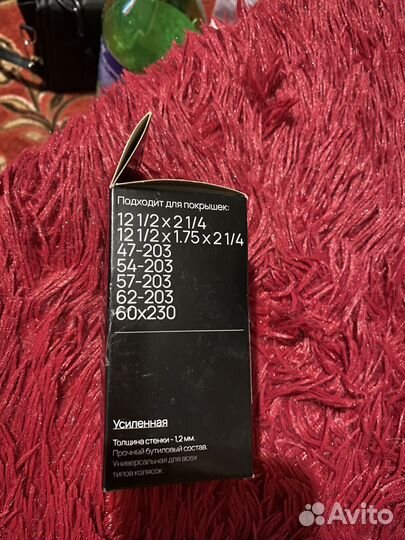 Подходит для покрышек:
12 1/2 x 2 1/4
12 1/2 x 1.75 x 2 1/4
47-203
54-203
57-203
62-203
60x230
Усиленная
Толщина стенки - 1,2 мм.
Прочный бутиловый состав.
Универсальная для всех
типов колясок.
Avito